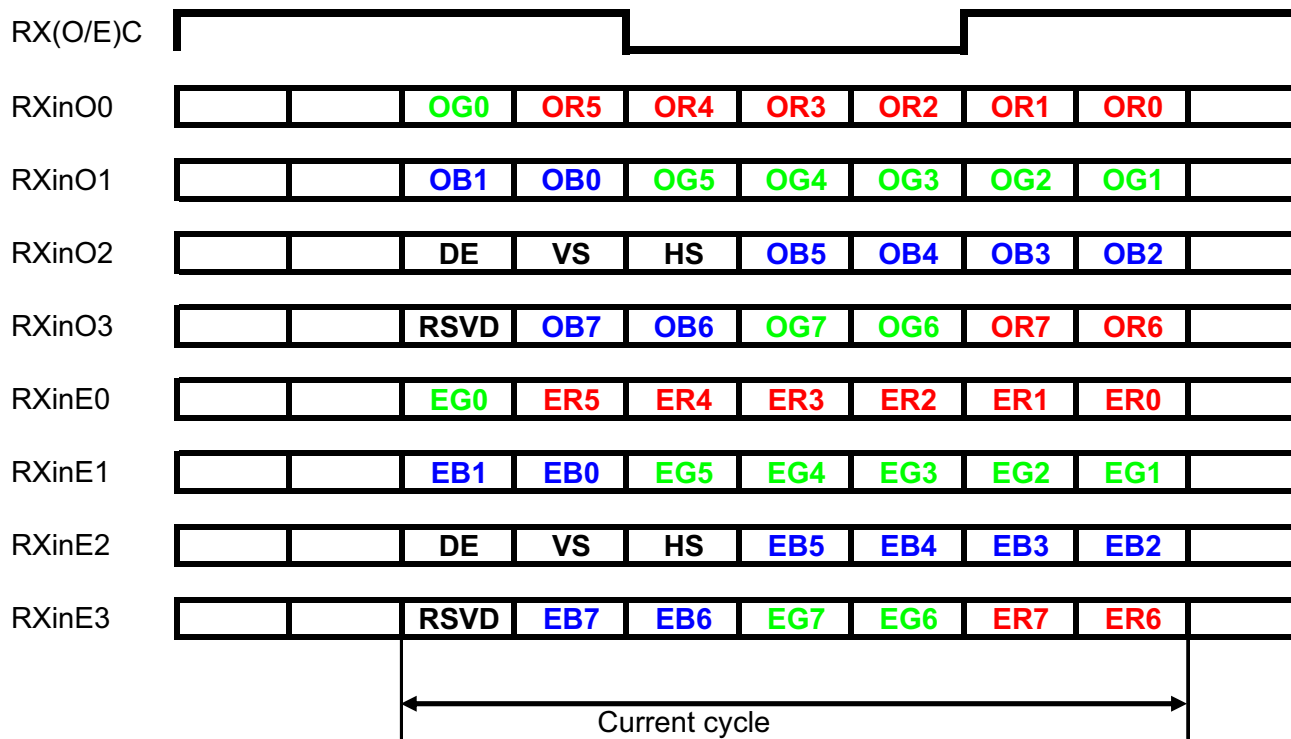 RX(O/E)C
RXinO0 OG0 OR5 OR4 OR3 OR2 OR1 OR0
RXinO1 OB1 OB0 OG5 OG4 OG3 OG2 OG1
RXinO2 DE VS HS OB5 OB4 OB3 OB2
RXinO3 RSVD OB7 OB6 OG7 OG6 OR7 OR6
RXinE0 EG0 ER5 ER4 ER3 ER2 ER1 ER0
RXinE1 EB1 EB0 EG5 EG4 EG3 EG2 EG1
RXinE2 DE VS HS EB5 EB4 EB3 EB2
RXinE3 RSVD EB7 EB6 EG7 EG6 ER7 ER6
Current cycle